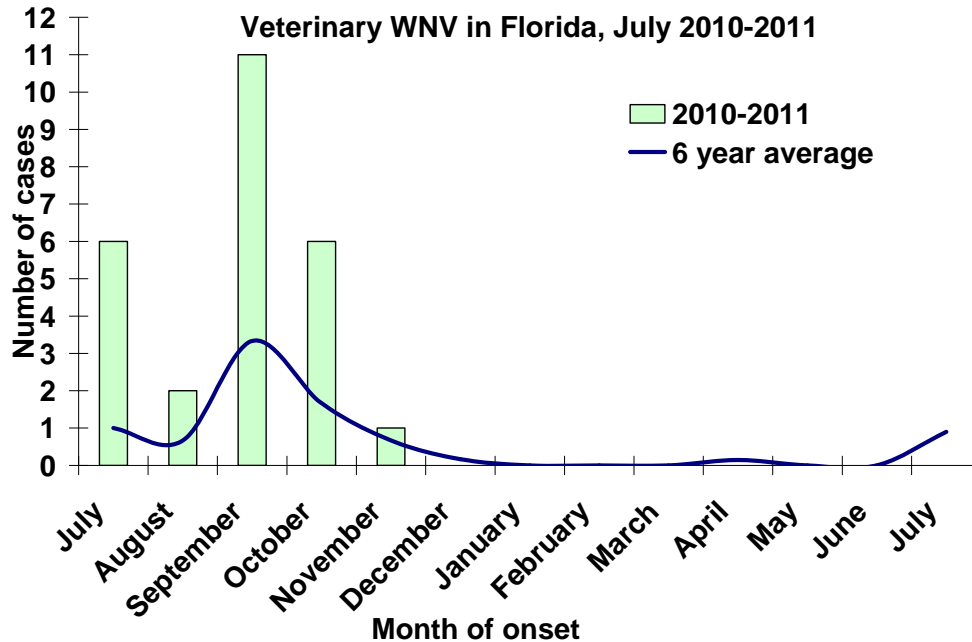 Veterinary WNV in Florida, July 2010-2011
12
11
10
9
8
7
6
5
4
3
2
1
0
Number of cases
2010-2011
6 year average
July
August
September
October
November
December
January
February
March
April
May
June
July
Month of onset